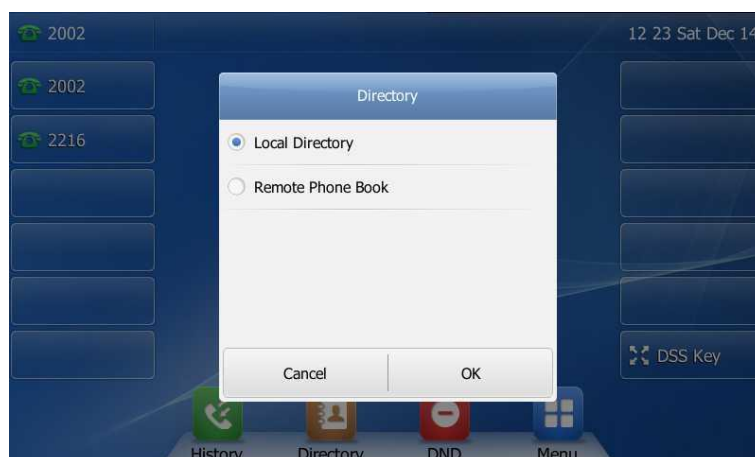 2002
12 23 Sat Dec 14
2002
2216
Directory
Local Directory
Remote Phone Book
DSS Key
Cancel
OK
History
Directory
DND
Menu